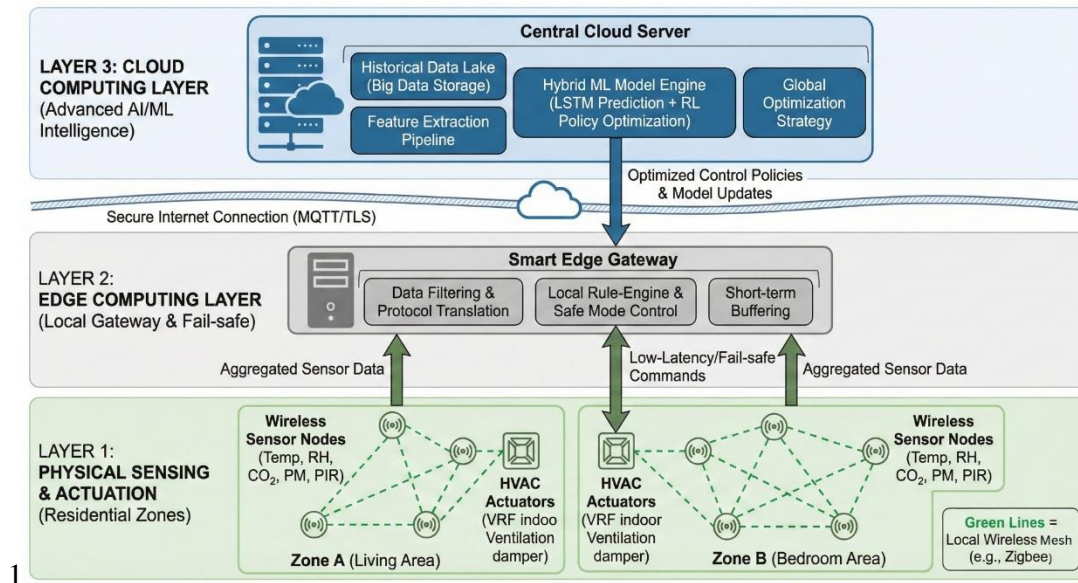 LAYER 3: CLOUD
COMPUTING LAYER
(Advanced AI/ML
Intelligence)
Central Cloud Server
Historical Data Lake
(Big Data Storage)
Feature Extraction
Pipeline
Hybrid ML Model Engine
(LSTM Prediction + RL
Policy Optimization)
Global
Optimization
Strategy
Optimized Control Policies
& Model Updates
Secure Internet Connection (MQTT/TLS)
LAYER 2:
EDGE COMPUTING LAYER
(Local Gateway & Fail-safe)
Smart Edge Gateway
Data Filtering &
Protocol Translation
Local Rule-Engine &
Safe Mode Control
Short-term
Buffering
Aggregated Sensor Data
Low-Latency/Fail-safe
Commands
Aggregated Sensor Data
LAYER 1:
PHYSICAL SENSING
& ACTUATION
(Residential Zones)
Wireless
Sensor Nodes
(Temp, RH,
CO₂, PM, PIR)
HVAC
Actuators
(VRF indoo
Ventilation
damper)
Zone A (Living Area)
HVAC
Actuators
(VRF indoor
Ventilation
damper)
Zone B (Bedroom Area)
Wireless
Sensor Nodes
(Temp, RH,
CO₂, PM, PIR)
Green Lines =
Local Wireless Mesh
(e.g., Zigbee)
1